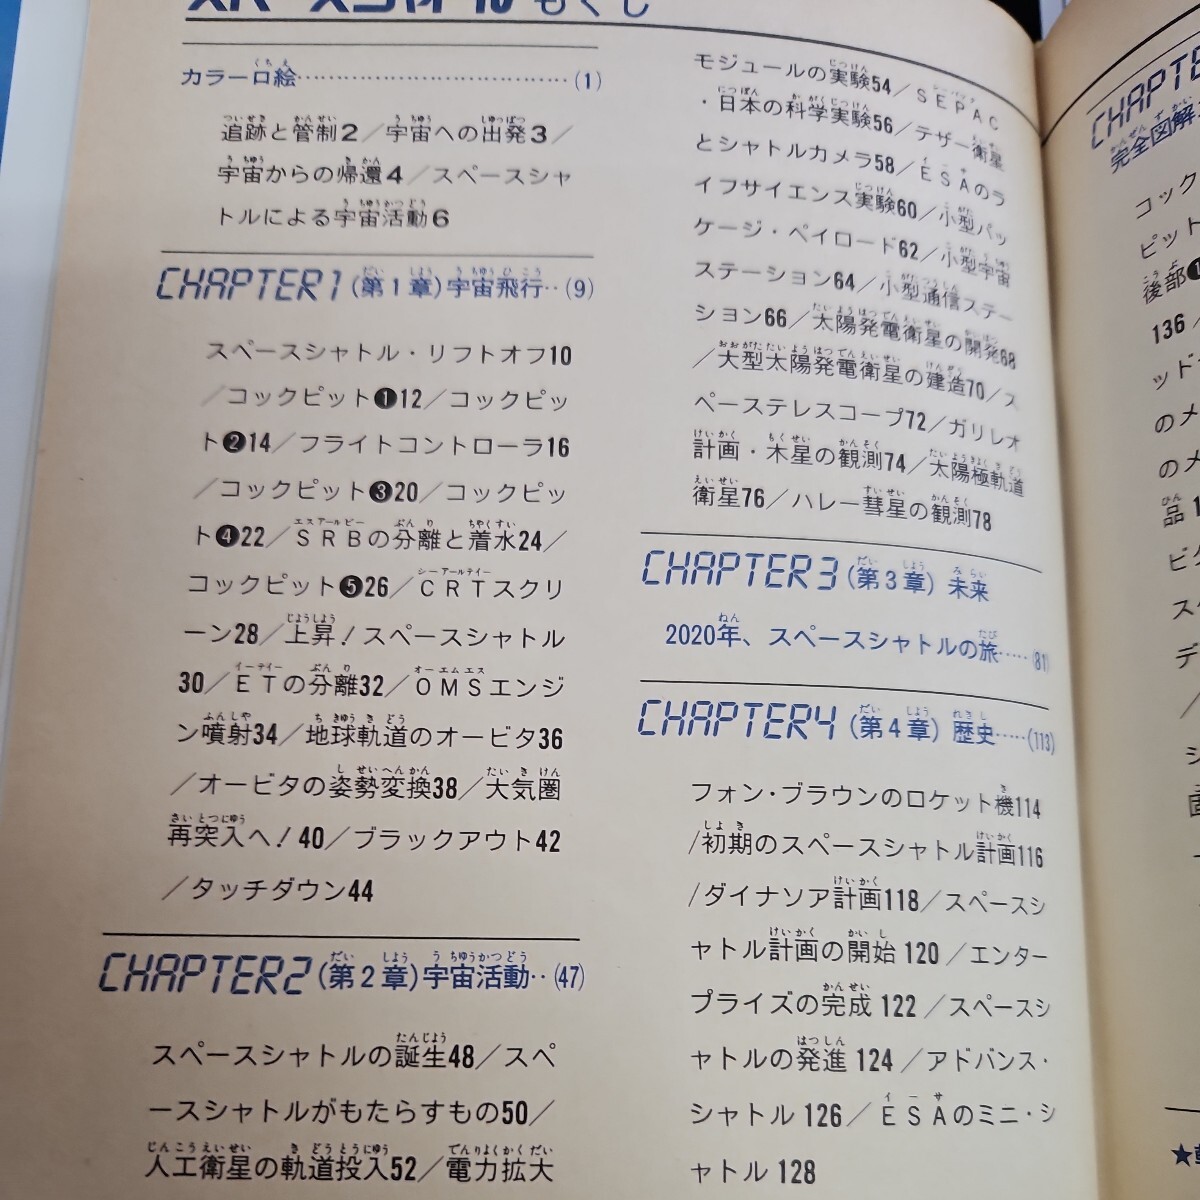 もくじ
カラー口絵……………………………(1)
追跡と管制2／宇宙への出発3／
宇宙からの帰還4／スペースシャ
トルによる宇宙活動6
CHAPTER1(第1章)宇宙飛行‥(9)
スペースシャトル・リフトオフ10
／コックピット❶12／コックピッ
ト❷14／フライトコントローラ16
／コックピット❸20／コックピッ
ト❹22／SRBの分離と着水24／
コックピット❺26／CRTスクリ
ーン28／上昇！スペースシャトル
30／ETの分離32／OMSエンジ
ン噴射34／地球軌道のオービタ36
／オービタの姿勢変換38／大気圏
再突入へ！40／ブラックアウト42
／タッチダウン44
CHAPTER2(第2章)宇宙活動‥(47)
スペースシャトルの誕生48／スペ
ースシャトルがもたらすもの50／
人工衛星の軌道投入52／電力拡大
モジュールの実験54／SEPAC
・日本の科学実験56／テザー衛星
とシャトルカメラ58／ESAのラ
イフサイエンス実験60／小型パッ
ケージ・ペイロード62／小型宇宙
ステーション64／小型通信ステー
ション66／太陽発電衛星の開発68
／大型太陽発電衛星の建造70／ス
ペーステレスコープ72／ガリレオ
計画・木星の観測74／太陽極軌道
衛星76／ハレー彗星の観測78
CHAPTER3(第3章)未来
2020年、スペースシャトルの旅‥‥‥(81)
CHAPTER4(第4章)歴史‥‥‥(113)
フォン・ブラウンのロケット機114
／初期のスペースシャトル計画116
／ダイナソア計画118／スペースシ
ャトル計画の開始120／エンター
プライズの完成122／スペースシ
ャトルの発進124／アドバンス・
シャトル126／ESAのミニ・シ
ャトル128
CHAPTE
完全図解
コック
ピット
後部❶
136／
ッド
のメ
のメ
品1
ビ
ス
デ
／
シ
★